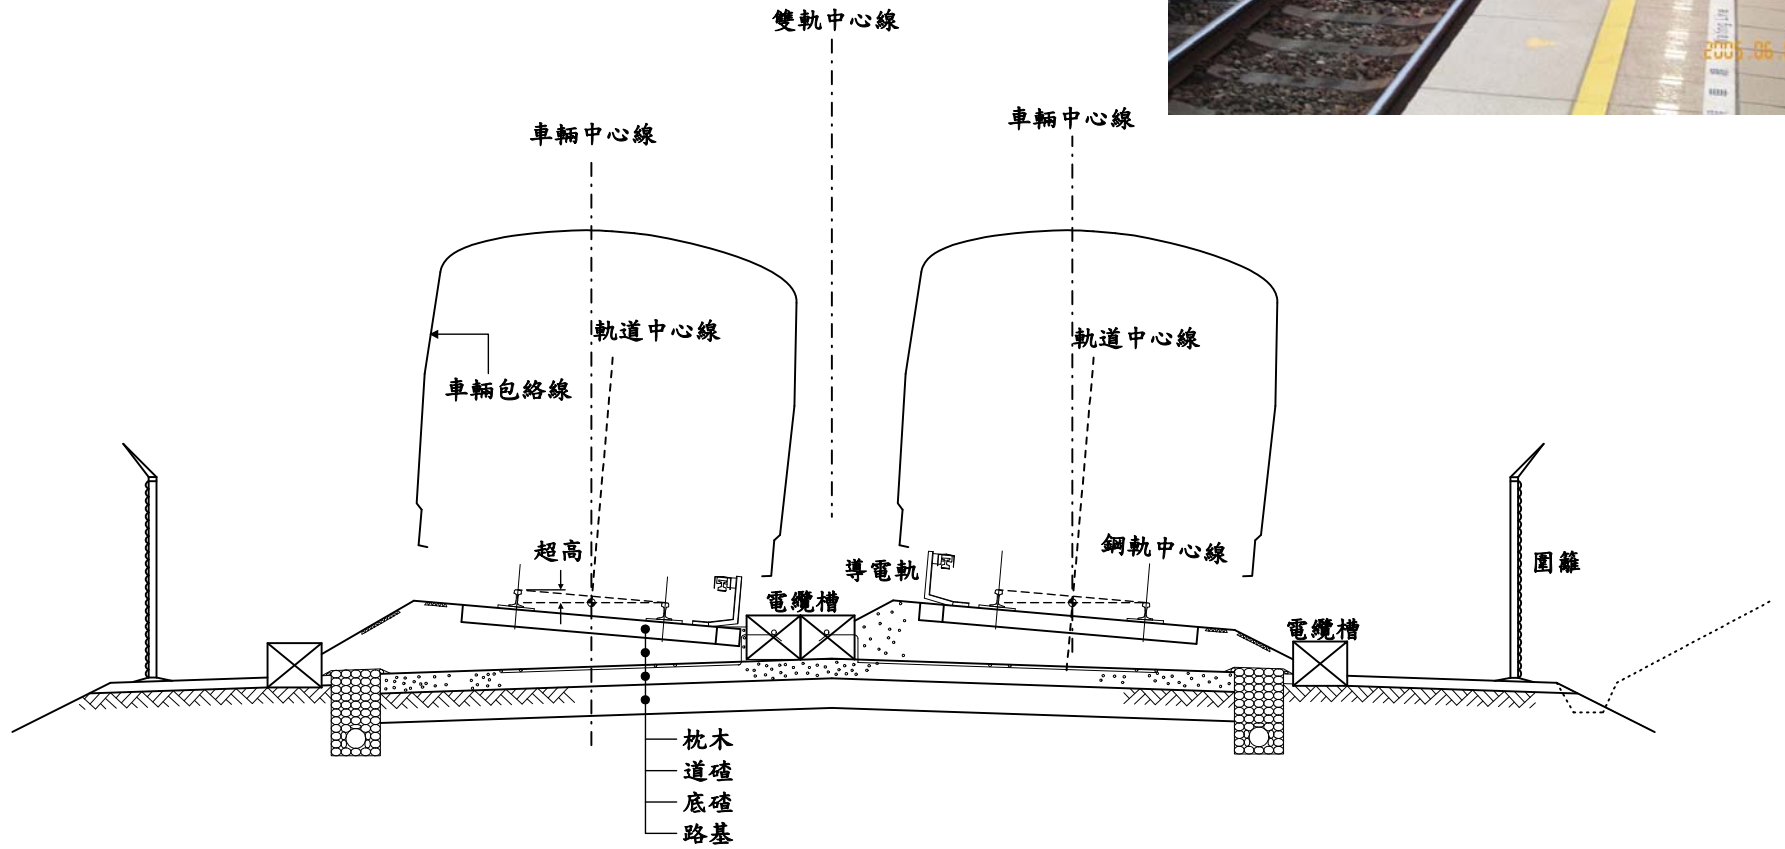 雙軌中心線
2005.06.
車輛中心線
車輛中心線
軌道中心線
軌道中心線
車輛包絡線
超高
鋼軌中心線
導電軌
圍籬
電纜槽
電纜槽
枕木
道碴
底碴
路基